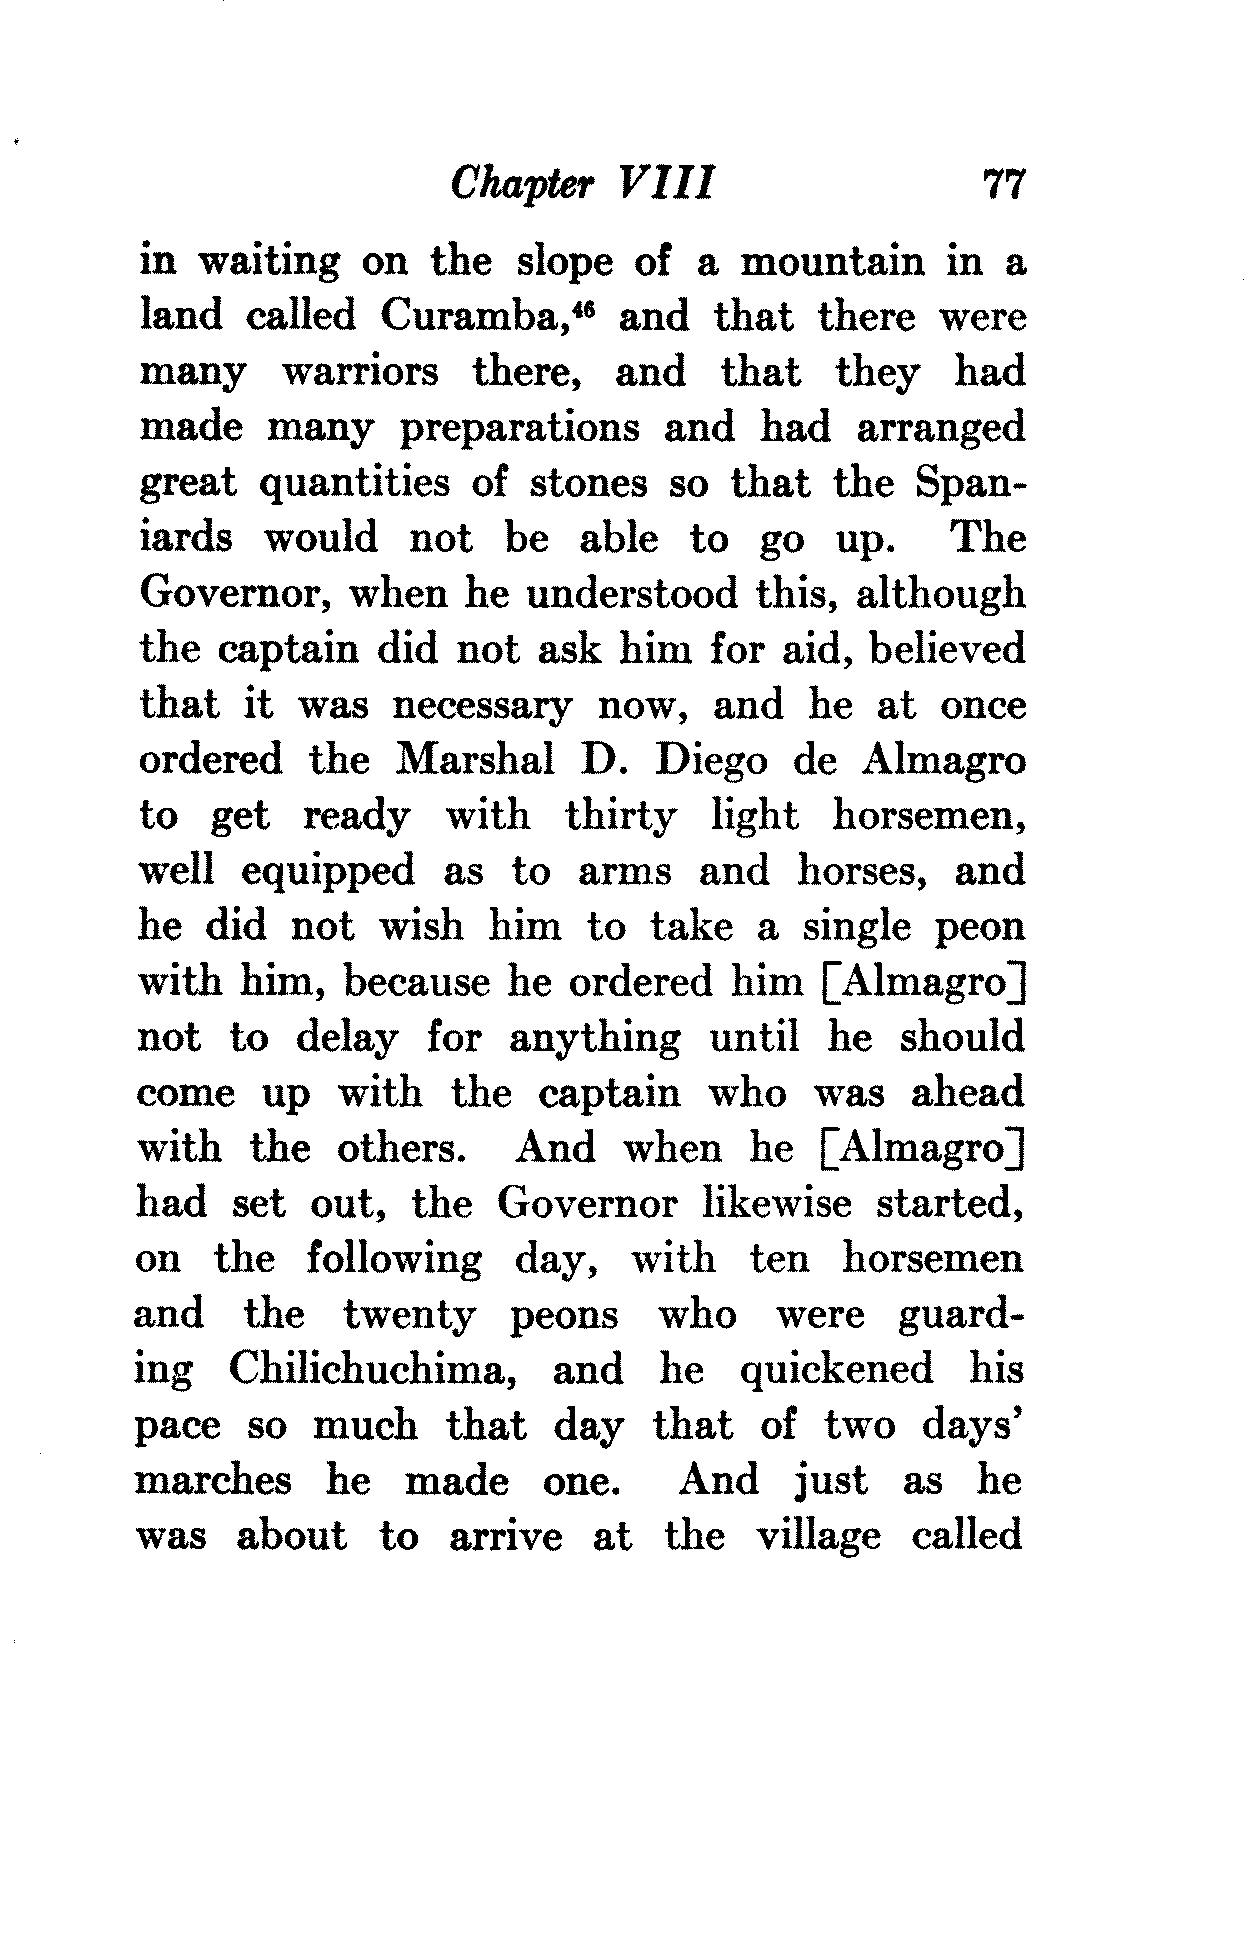 Chapter VIII 77
in waiting on the slope of a mountain in a
land called Curamba,⁴⁶ and that there were
many warriors there, and that they had
made many preparations and had arranged
great quantities of stones so that the Span-
iards would not be able to go up. The
Governor, when he understood this, although
the captain did not ask him for aid, believed
that it was necessary now, and he at once
ordered the Marshal D. Diego de Almagro
to get ready with thirty light horsemen,
well equipped as to arms and horses, and
he did not wish him to take a single peon
with him, because he ordered him [Almagro]
not to delay for anything until he should
come up with the captain who was ahead
with the others. And when he [Almagro]
had set out, the Governor likewise started,
on the following day, with ten horsemen
and the twenty peons who were guard-
ing Chilichuchima, and he quickened his
pace so much that day that of two days'
marches he made one. And just as he
was about to arrive at the village called